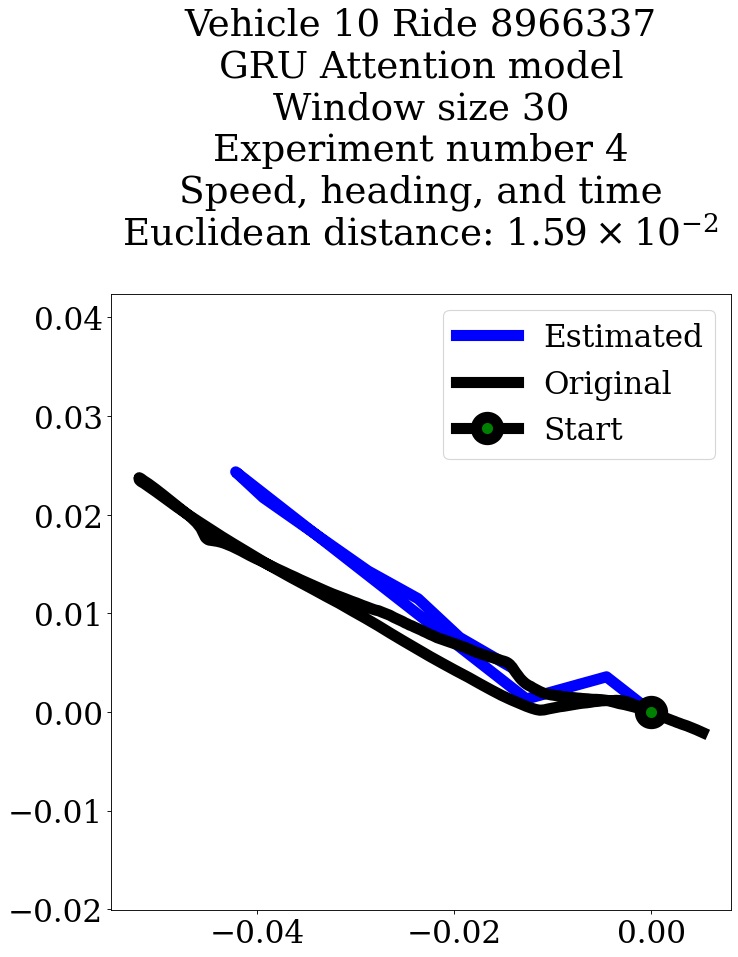 Vehicle 10 Ride 8966337
GRU Attention model
Window size 30
Experiment number 4
Speed, heading, and time
Euclidean distance: 1.59 × 10⁻²
Estimated
Original
Start
0.04
0.03
0.02
0.01
0.00
−0.01
−0.02
−0.04
−0.02
0.00